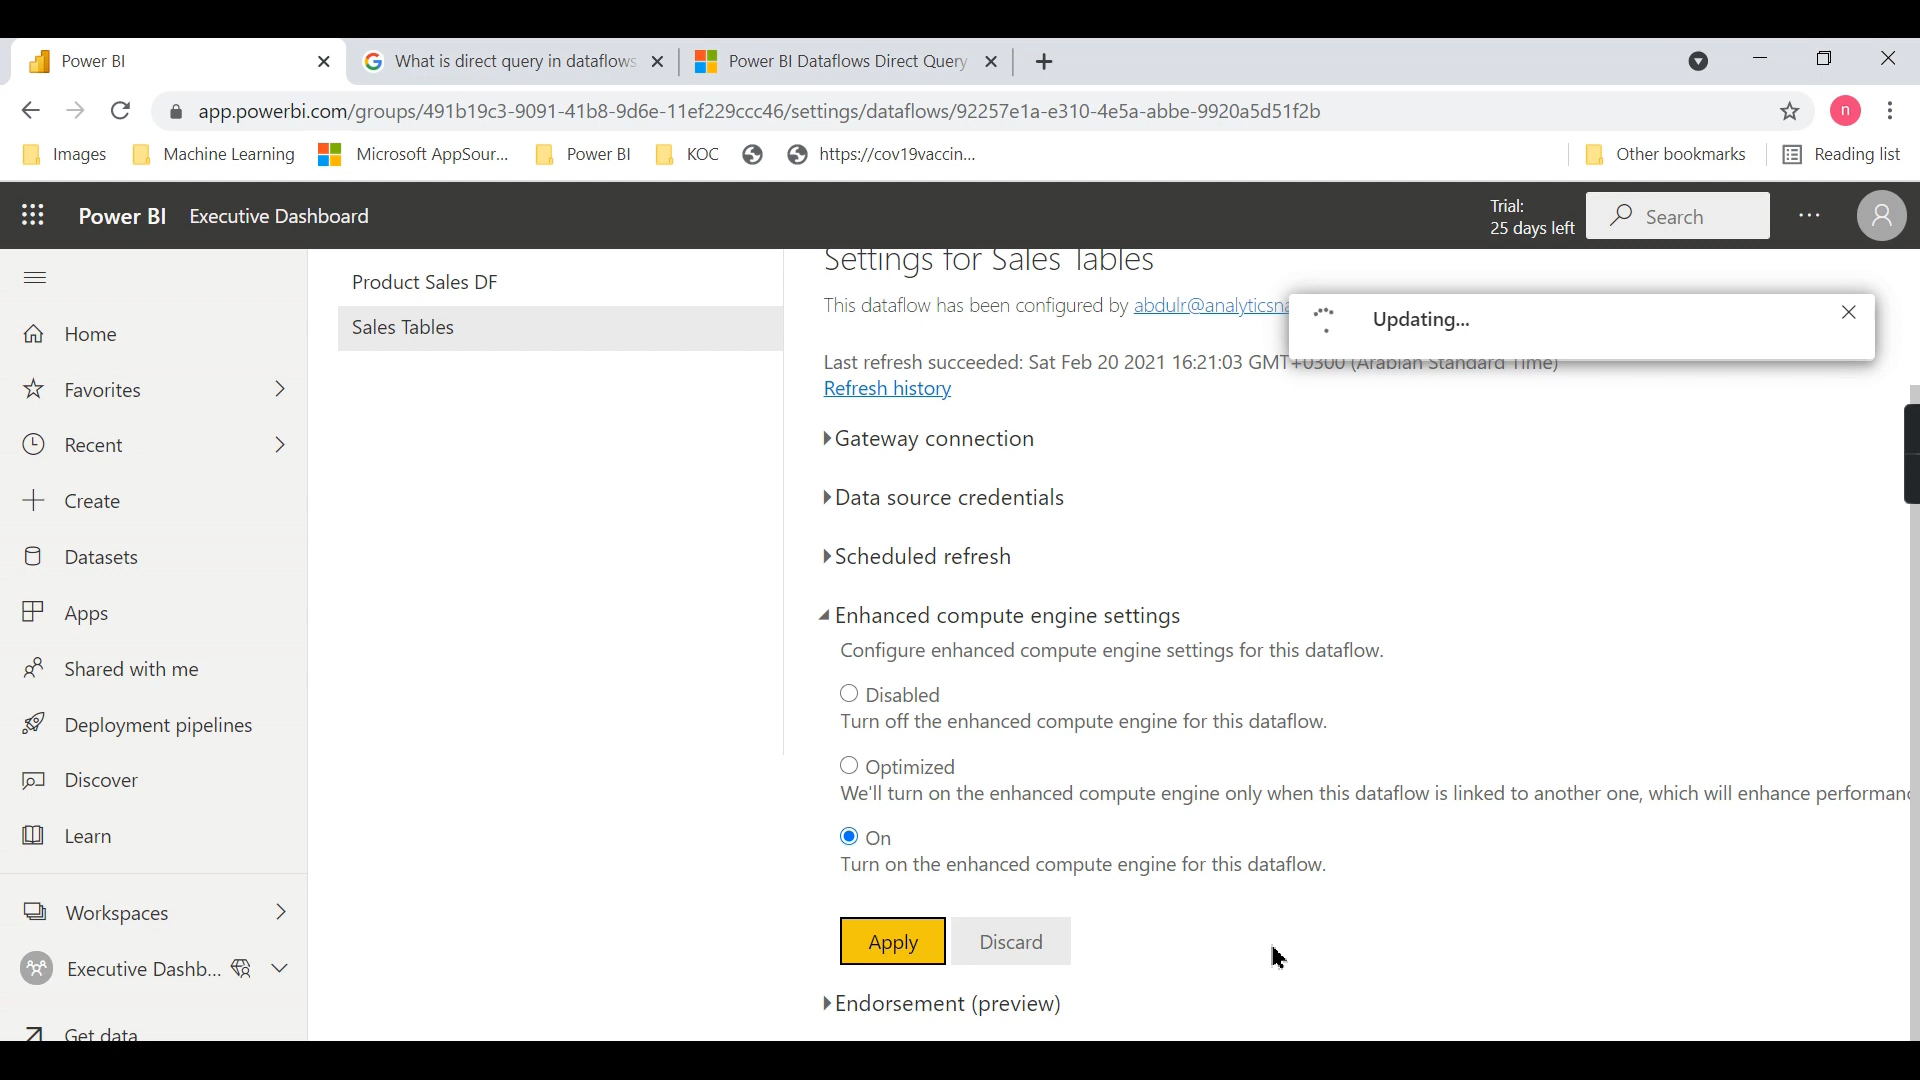 Power BI
What is direct query in dataflows
Power BI Dataflows Direct Query
app.powerbi.com/groups/491b19c3-9091-41b8-9d6e-11ef229ccc46/settings/dataflows/92257e1a-e310-4e5a-abbe-9920a5d51f2b
n
Images
Machine Learning
Microsoft AppSour...
Power BI
KOC
https://cov19vaccin...
Other bookmarks
Reading list
Power BI
Executive Dashboard
Trial:
25 days left
Search
Home
Favorites
Recent
Create
Datasets
Apps
Shared with me
Deployment pipelines
Discover
Learn
Workspaces
Executive Dashb...
Get data
Product Sales DF
Sales Tables
Settings for Sales Tables
This dataflow has been configured by abdulr@analyticsna
Updating...
Last refresh succeeded: Sat Feb 20 2021 16:21:03 GMT+0300 (Arabian Standard Time)
Refresh history
Gateway connection
Data source credentials
Scheduled refresh
Enhanced compute engine settings
Configure enhanced compute engine settings for this dataflow.
Disabled
Turn off the enhanced compute engine for this dataflow.
Optimized
We'll turn on the enhanced compute engine only when this dataflow is linked to another one, which will enhance performan
On
Turn on the enhanced compute engine for this dataflow.
Apply
Discard
Endorsement (preview)